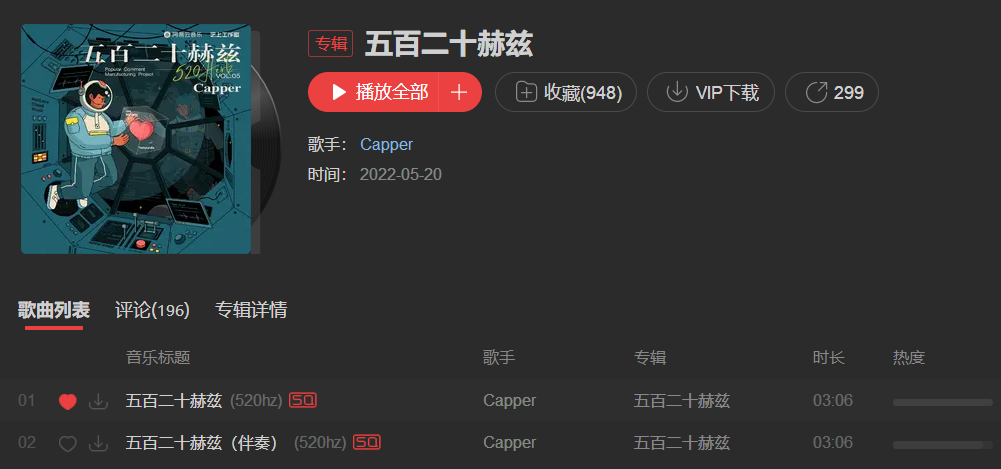 网易云音乐 艺上工作室
五百二十赫兹
Popular Comment
Manufacturing Project
520 Hertz
VOL.05
Capper
专辑 五百二十赫兹
播放全部 收藏(948) VIP下载 299
歌手： Capper
时间： 2022-05-20
歌曲列表 评论(196) 专辑详情
音乐标题 歌手 专辑 时长 热度
01 五百二十赫兹 (520hz) SQ Capper 五百二十赫兹 03:06
02 五百二十赫兹（伴奏） (520hz) SQ Capper 五百二十赫兹 03:06